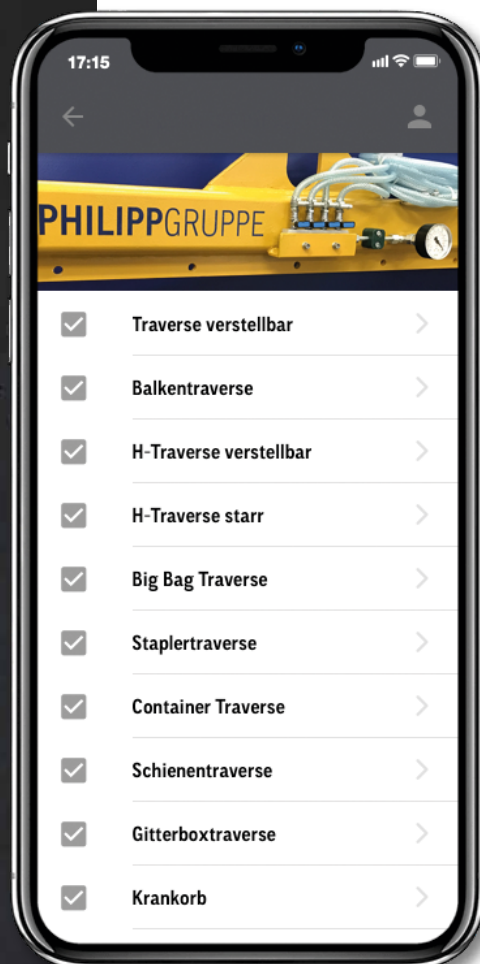 17:15
PHILIPPGRUPPE
Traverse verstellbar
Balkentraverse
H-Traverse verstellbar
H-Traverse starr
Big Bag Traverse
Staplertraverse
Container Traverse
Schienentraverse
Gitterboxtraverse
Krankorb